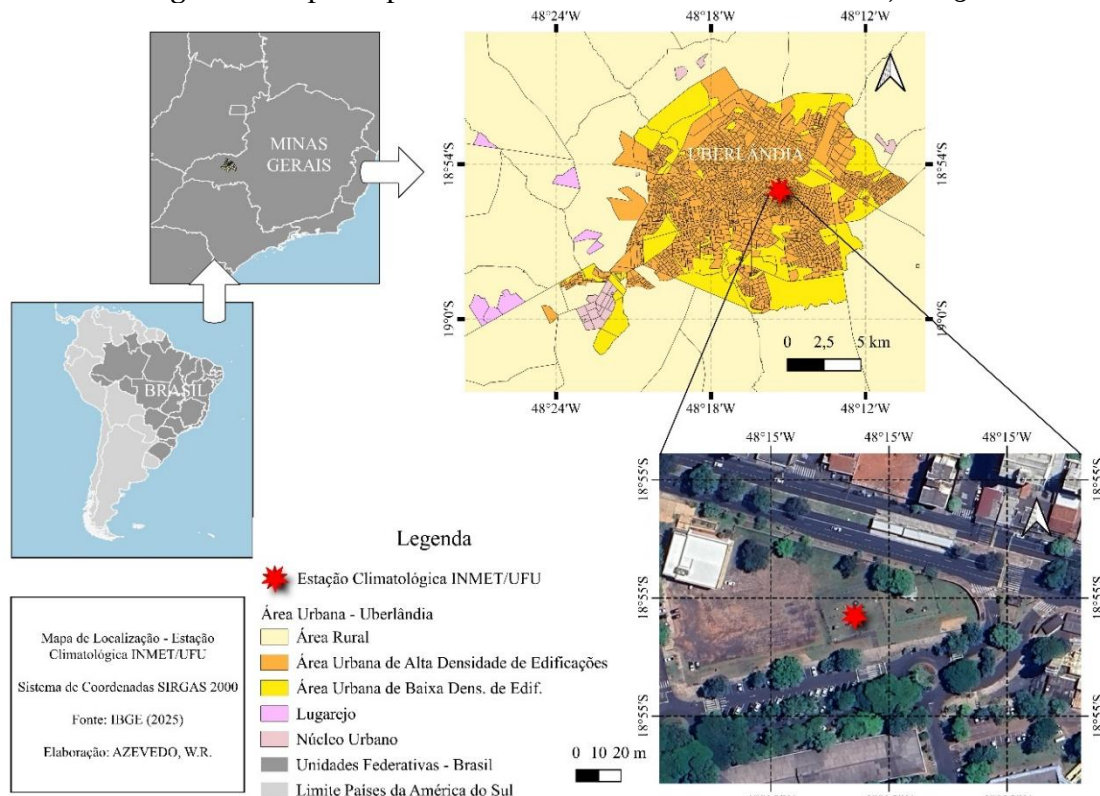 48°24'W 48°18'W 48°12'W
MINAS
GERAIS
UBERLÂNDIA
18°54'S 18°54'S
19°0'S 19°0'S
0 2,5 5 km
48°24'W 48°18'W 48°12'W
BRASIL
48°15'W 48°15'W 48°15'W
18°55'S 18°55'S
18°55'S 18°55'S
18°55'S 18°55'S
Legenda
Estação Climatológica INMET/UFU
Área Urbana - Uberlândia
Área Rural
Área Urbana de Alta Densidade de Edificações
Área Urbana de Baixa Dens. de Edif.
Lugarejo
Núcleo Urbano
Unidades Federativas - Brasil
Limite Países da América do Sul
0 10 20 m
Mapa de Localização - Estação
Climatológica INMET/UFU
Sistema de Coordenadas SIRGAS 2000
Fonte: IBGE (2025)
Elaboração: AZEVEDO, W.R.